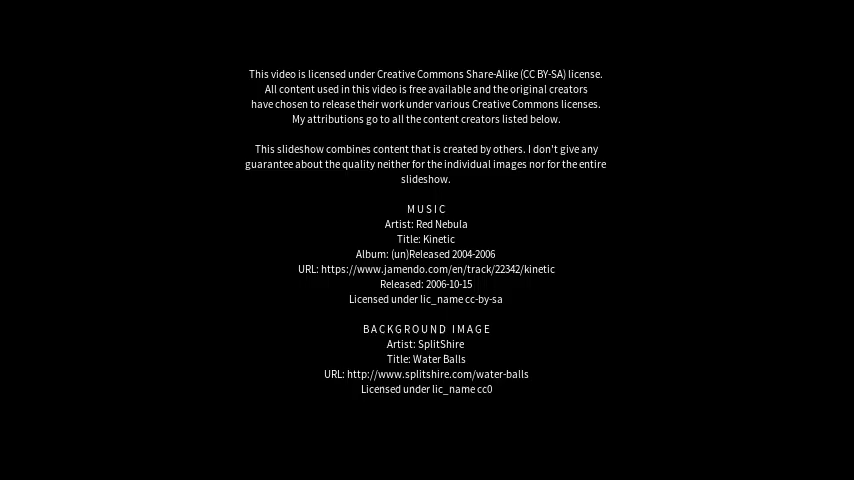 This video is licensed under Creative Commons Share-Alike (CC BY-SA) license.
All content used in this video is free available and the original creators
have chosen to release their work under various Creative Commons licenses.
My attributions go to all the content creators listed below.
This slideshow combines content that is created by others. I don't give any
guarantee about the quality neither for the individual images nor for the entire
slideshow.
MUSIC
Artist: Red Nebula
Title: Kinetic
Album: (un)Released 2004-2006
URL: https://www.jamendo.com/en/track/22342/kinetic
Released: 2006-10-15
Licensed under lic_name cc-by-sa
BACKGROUND IMAGE
Artist: SplitShire
Title: Water Balls
URL: http://www.splitshire.com/water-balls
Licensed under lic_name cc0